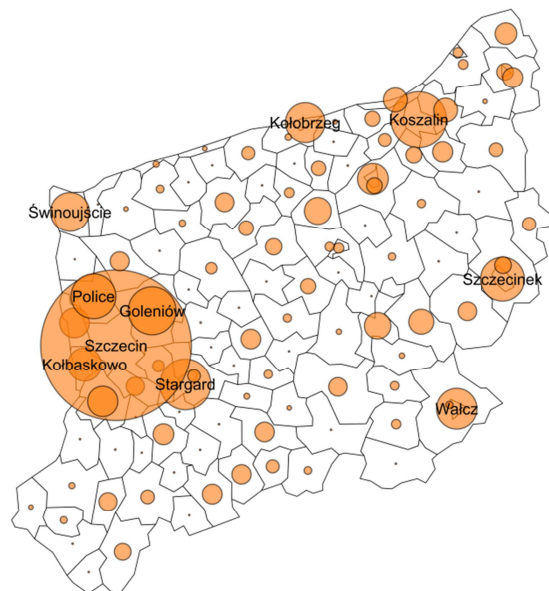 Kołobrzeg
Koszalin
Świnoujście
Szczecinek
Police
Goleniów
Szczecin
Kołbaskowo
Stargard
Wałcz